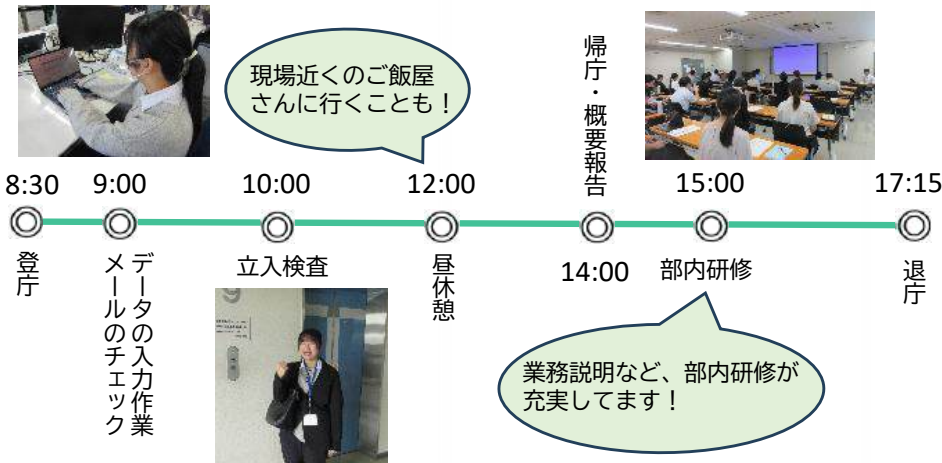 現場近くのご飯屋
さんに行くことも！
帰庁・概要報告
8:30
9:00
10:00
12:00
15:00
17:15
登庁
データの入力作業
メールのチェック
立入検査
昼休憩
14:00
部内研修
退庁
業務説明など、部内研修が
充実してます！